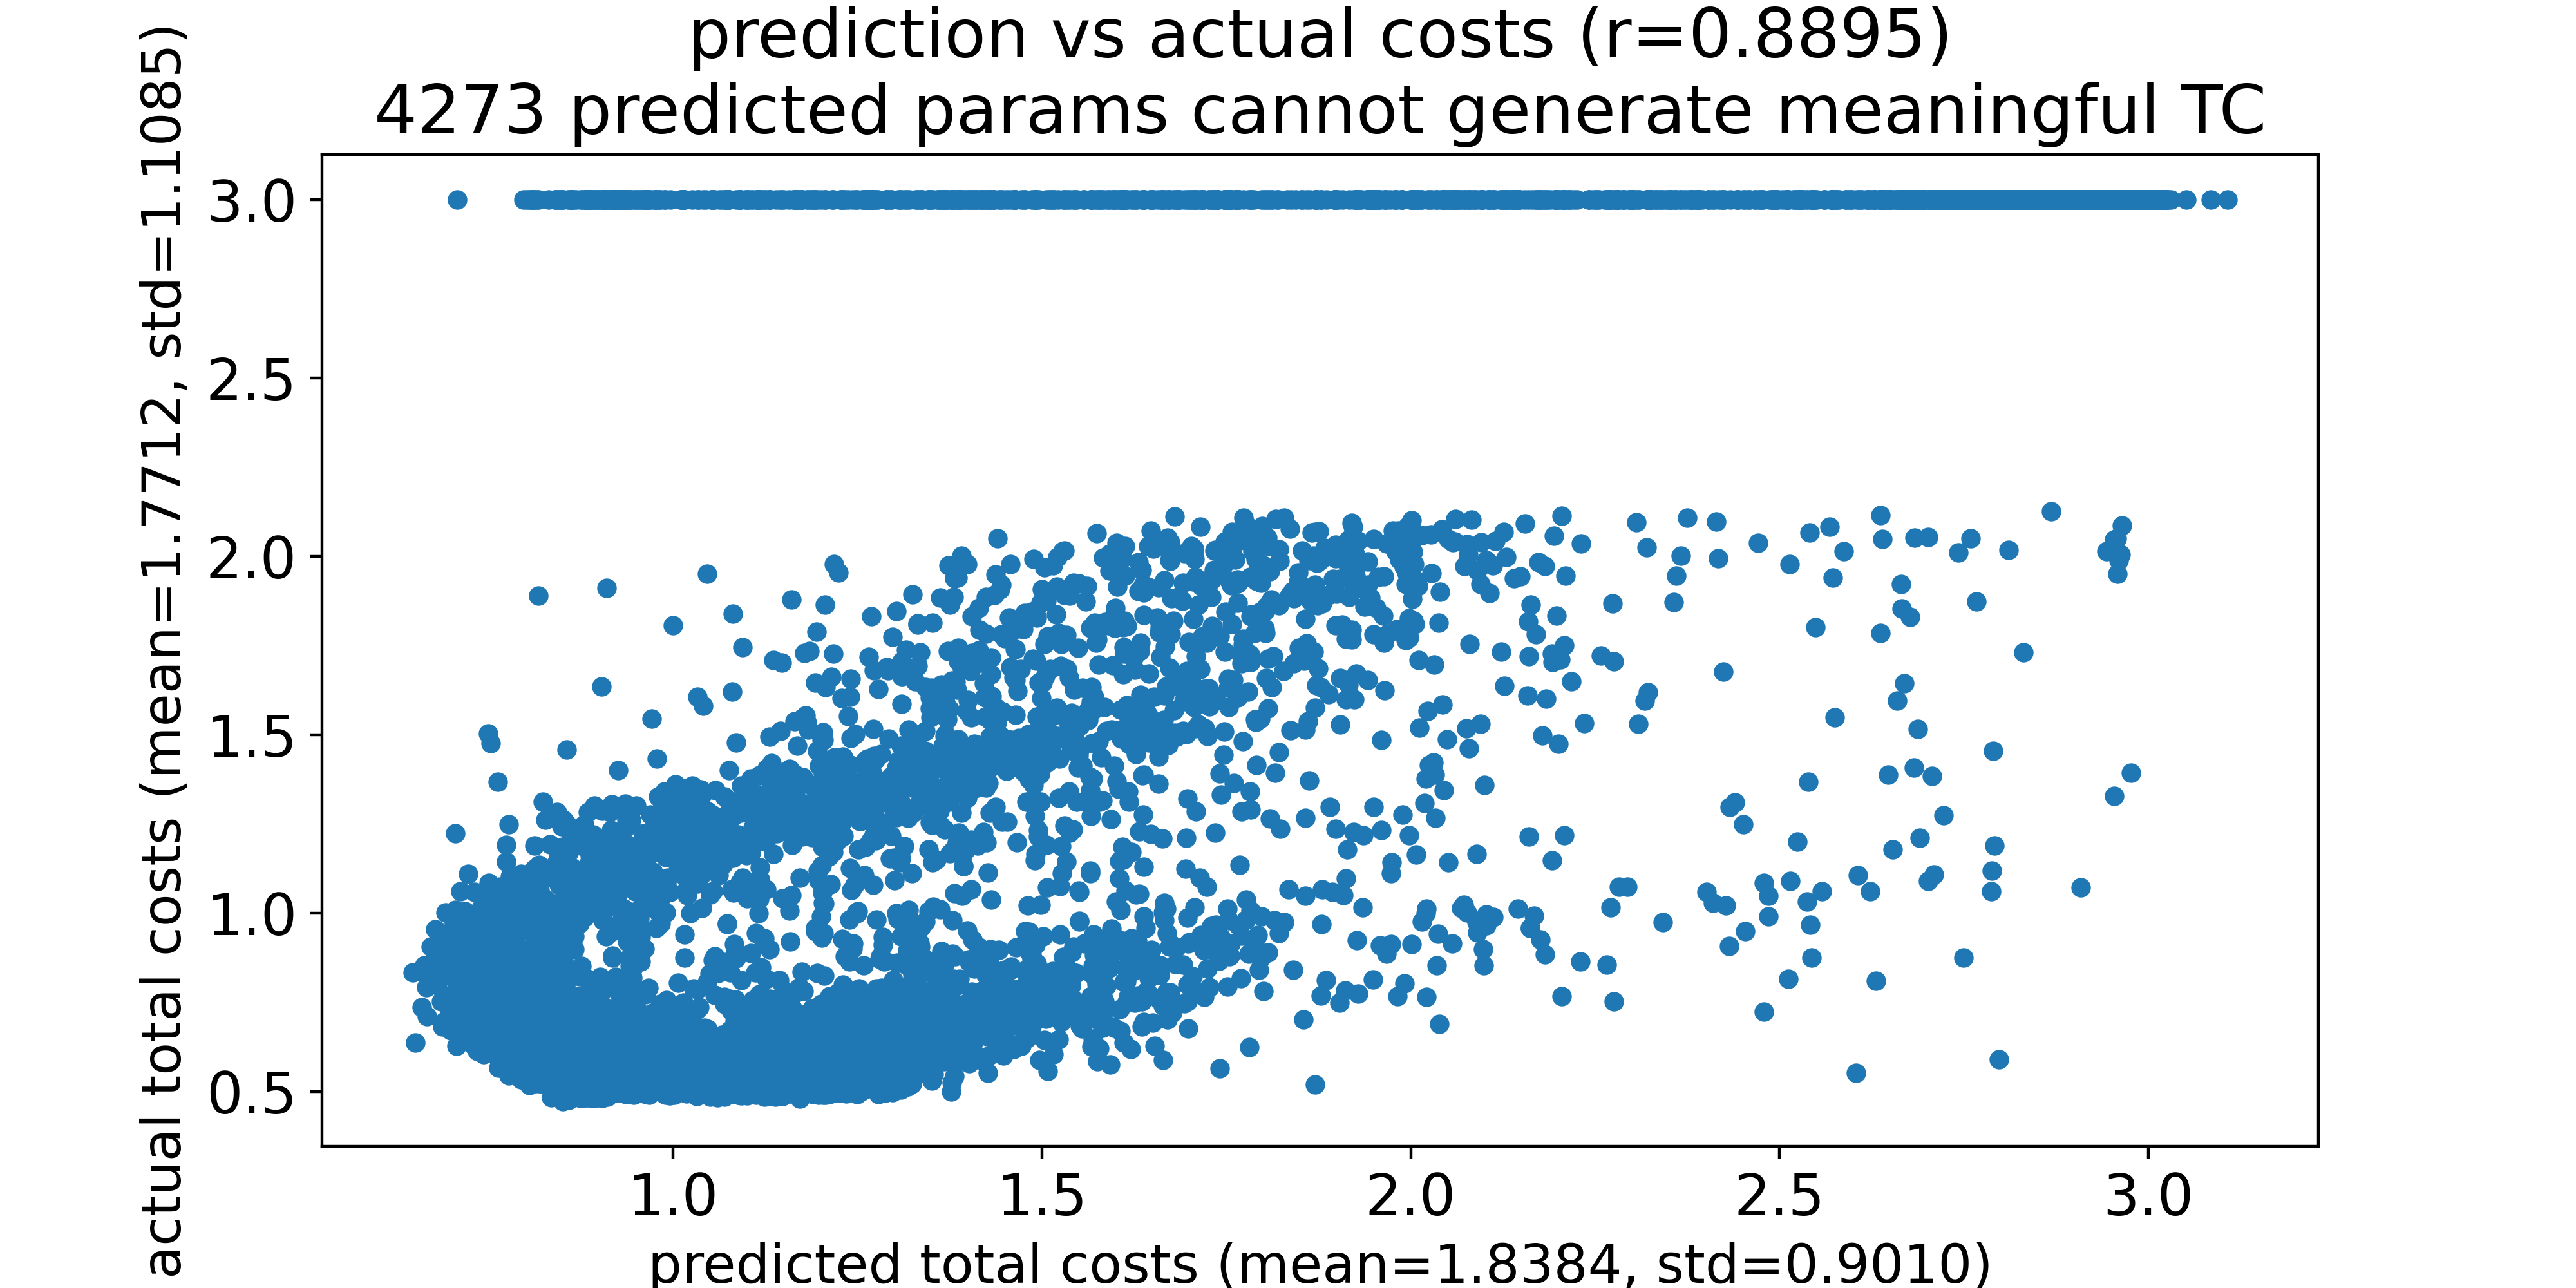 prediction vs actual costs (r=0.8895)
4273 predicted params cannot generate meaningful TC
actual total costs (mean=1.7712, std=1.1085)
3.0
2.5
2.0
1.5
1.0
0.5
1.0 1.5 2.0 2.5 3.0
predicted total costs (mean=1.8384, std=0.9010)